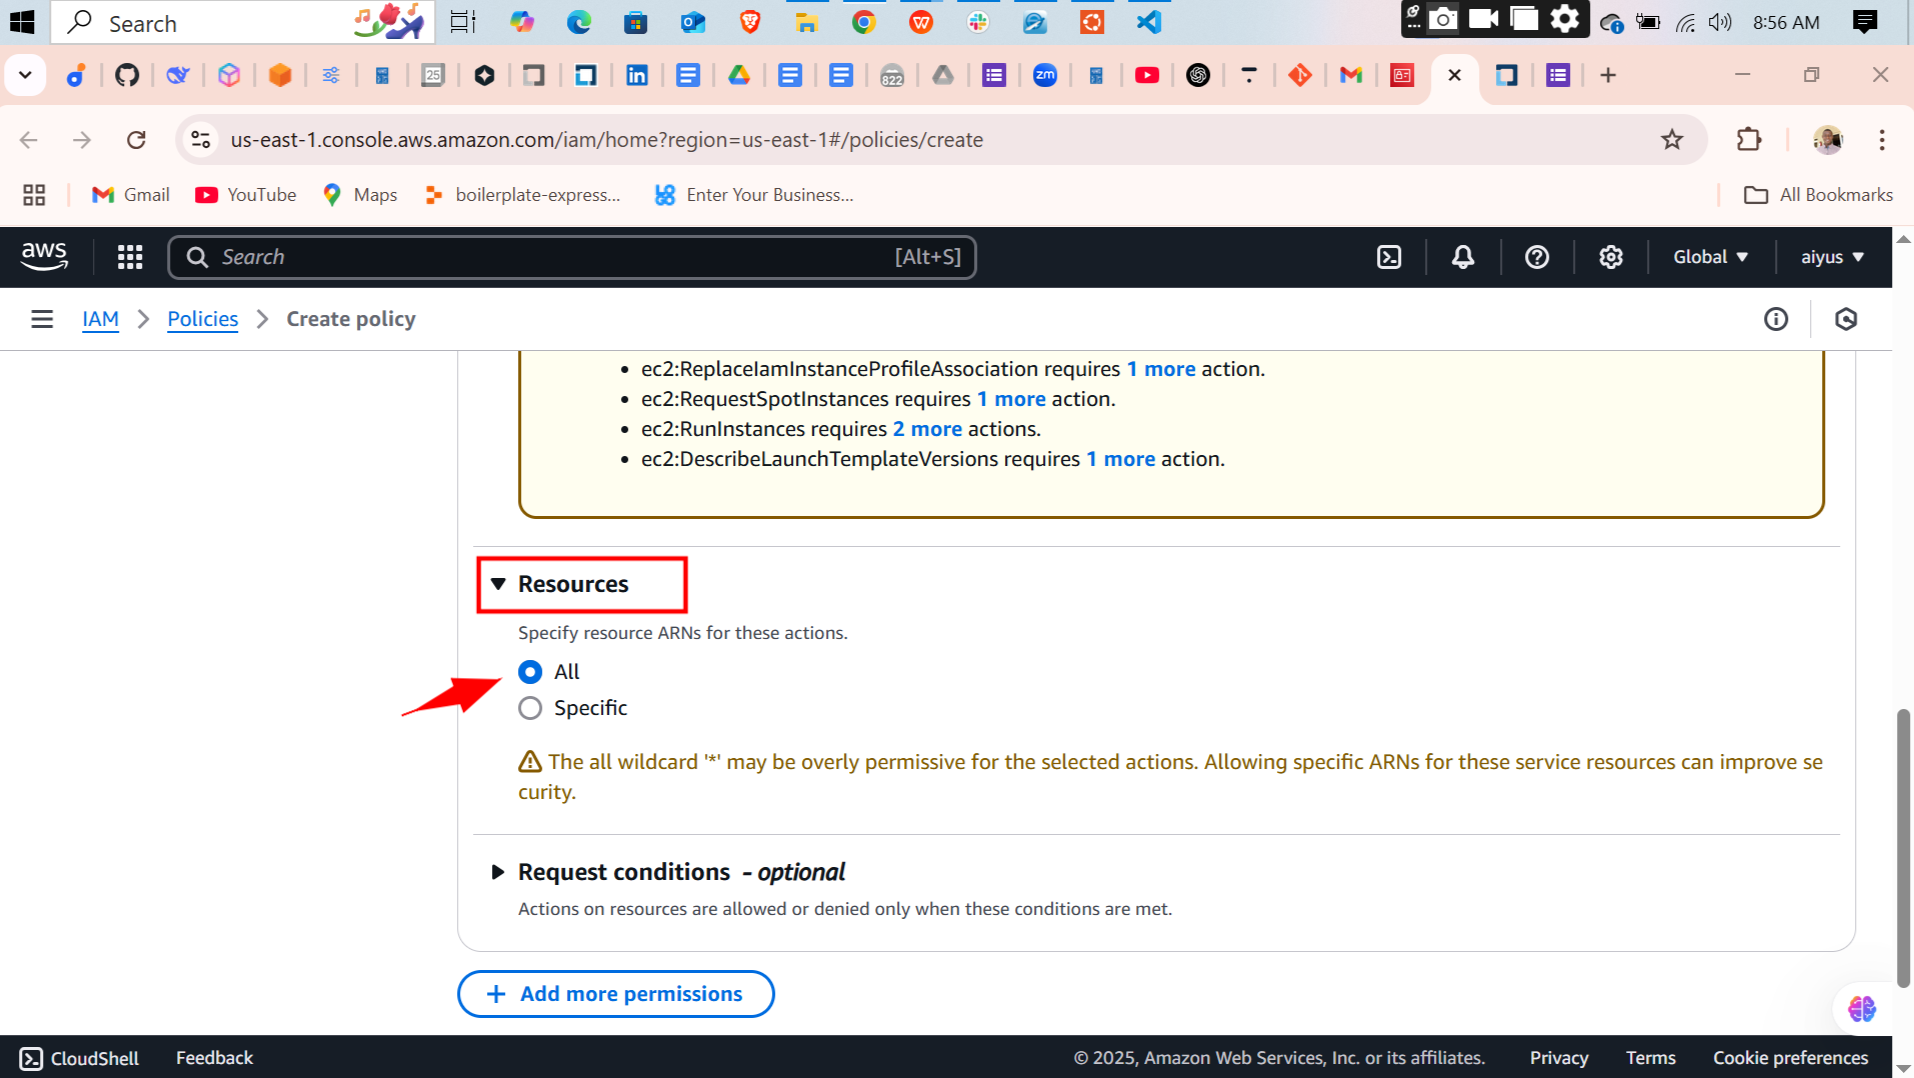 Search
8:56 AM
25
822
zm
us-east-1.console.aws.amazon.com/iam/home?region=us-east-1#/policies/create
Gmail
YouTube
Maps
boilerplate-express...
Enter Your Business...
All Bookmarks
aws
Search
[Alt+S]
Global
aiyus
IAM
Policies
Create policy
ec2:ReplaceIamInstanceProfileAssociation requires 1 more action.
ec2:RequestSpotInstances requires 1 more action.
ec2:RunInstances requires 2 more actions.
ec2:DescribeLaunchTemplateVersions requires 1 more action.
Resources
Specify resource ARNs for these actions.
All
Specific
The all wildcard '*' may be overly permissive for the selected actions. Allowing specific ARNs for these service resources can improve se
curity.
Request conditions - optional
Actions on resources are allowed or denied only when these conditions are met.
+ Add more permissions
CloudShell
Feedback
© 2025, Amazon Web Services, Inc. or its affiliates.
Privacy
Terms
Cookie preferences